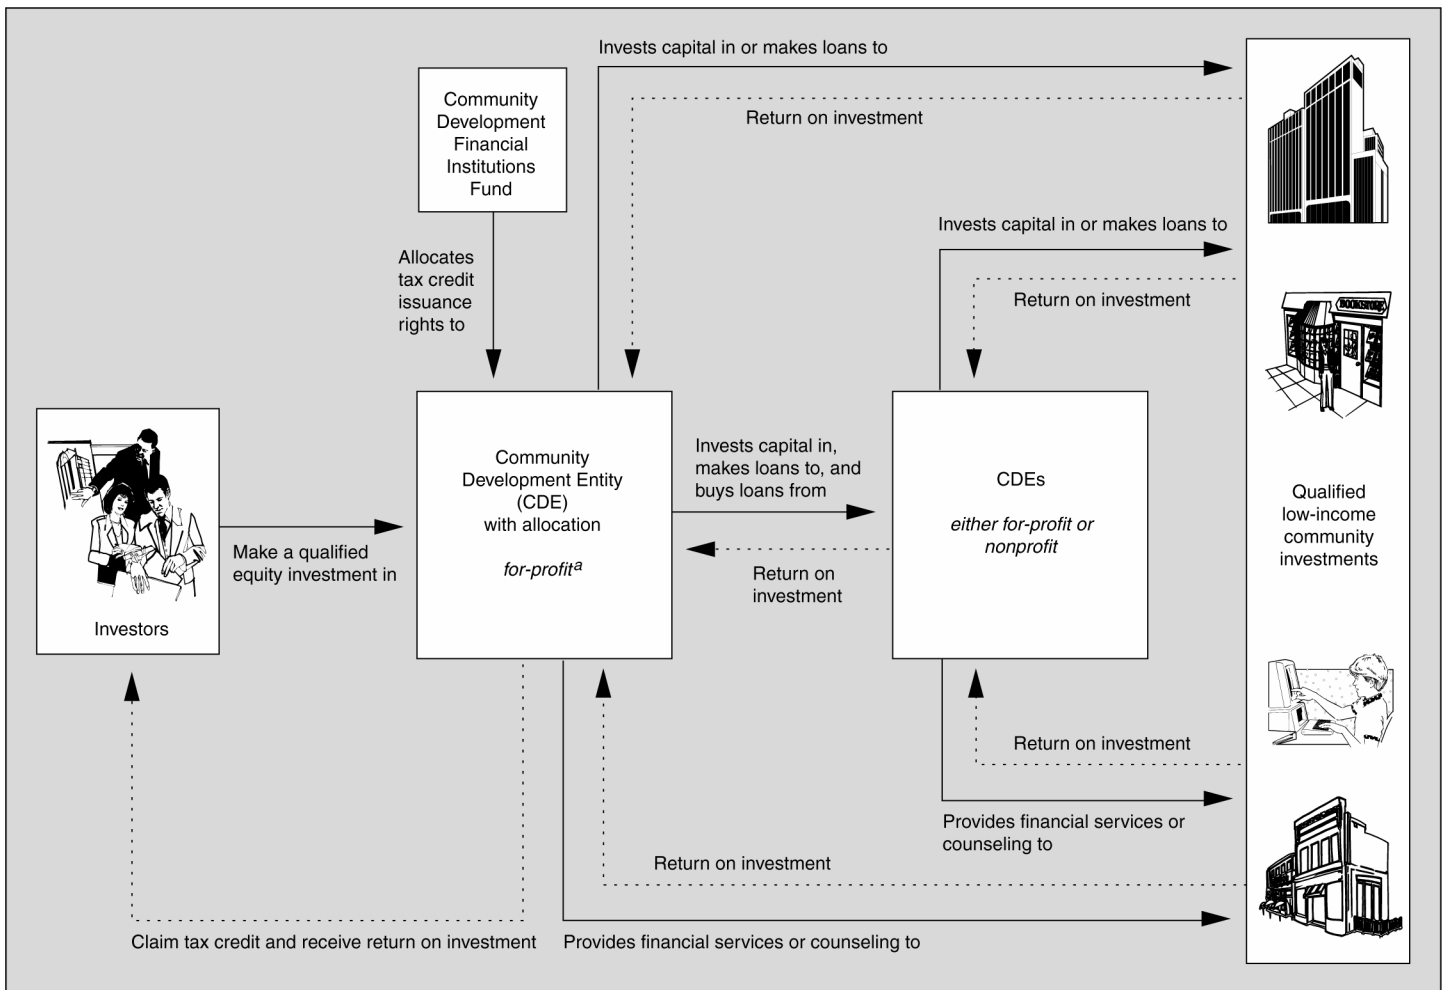 Invests capital in or makes loans to
Community
Development
Financial
Institutions
Fund
Return on investment
BOOKSTORE
Invests capital in or makes loans to
Return on investment
Allocates
tax credit
issuance
rights to
Investors
Make a qualified
equity investment in
Community
Development Entity
(CDE)
with allocation
for-profitᵃ
Invests capital in,
makes loans to, and
buys loans from
Return on
investment
CDEs
either for-profit or
nonprofit
Qualified
low-income
community
investments
Return on investment
Provides financial services or
counseling to
Return on investment
Claim tax credit and receive return on investment
Provides financial services or counseling to